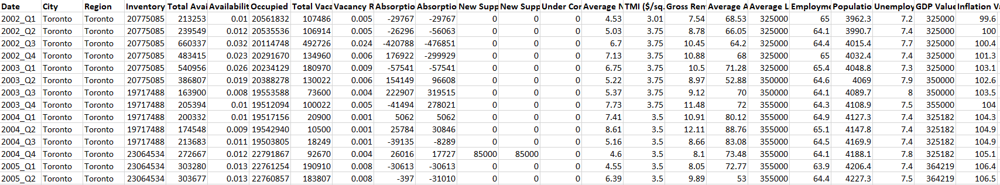 Date City Region Inventory Total Avai Availabilit Occupied Total Vaca Vacancy R Absorptio Absorptio New Supp New Supp Under Cor Average N TMI ($/sq. Gross Ren Average A Average L Employme Populatio Unemploy GDP Value Inflation Va
2002_Q1 Toronto Toronto 20775085 213253 0.01 20561832 107486 0.005 -29767 -29767 0 0 0 4.53 3.01 7.54 68.53 325000 65 3962.3 7.2 325000 99.6
2002_Q2 Toronto Toronto 20775085 239549 0.012 20535536 106914 0.005 -26296 -56063 0 0 0 5.03 3.75 8.78 66.05 325000 64.1 3990.7 7.4 325000 100
2002_Q3 Toronto Toronto 20775085 660337 0.032 20114748 492726 0.024 -420788 -476851 0 0 0 6.7 3.75 10.45 64.2 325000 64.4 4015.4 7.7 325000 100.4
2002_Q4 Toronto Toronto 20775085 483415 0.023 20291670 134960 0.006 176922 -299929 0 0 0 7.13 3.75 10.88 68 325000 65 4032.4 7.4 325000 101.3
2003_Q1 Toronto Toronto 20775085 540956 0.026 20234129 180970 0.009 -57541 -57541 0 0 0 6.75 3.75 10.5 71.28 325000 65.4 4048.8 7.3 325000 103.1
2003_Q2 Toronto Toronto 20775085 386807 0.019 20388278 130022 0.006 154149 96608 0 0 0 5.22 3.75 8.97 52.88 350000 64.6 4069 7.9 350000 102.6
2003_Q3 Toronto Toronto 19717488 163900 0.008 19553588 73600 0.004 222907 319515 0 0 0 5.37 3.75 9.12 70 350000 64.1 4089.7 8 350000 103.5
2003_Q4 Toronto Toronto 19717488 205394 0.01 19512094 100022 0.005 -41494 278021 0 0 0 7.73 3.75 11.48 72 355000 64.3 4108.9 7.5 355000 104
2004_Q1 Toronto Toronto 19717488 200332 0.01 19517156 20900 0.001 5062 5062 0 0 0 7.41 3.5 10.91 80.12 355000 64.9 4127.3 7.4 325182 104.3
2004_Q2 Toronto Toronto 19717488 174548 0.009 19542940 10500 0.001 25784 30846 0 0 0 8.61 3.5 12.11 88.76 355000 65.1 4147.8 7.4 325182 104.9
2004_Q3 Toronto Toronto 19717488 213683 0.011 19503805 18249 0.001 -39135 -8289 0 0 0 5.16 3.5 8.66 83.08 355000 64.5 4169.9 7.4 325182 104.9
2004_Q4 Toronto Toronto 23064534 272667 0.012 22791867 92670 0.004 26016 17727 85000 85000 0 4.6 3.5 8.1 73.48 355000 64.1 4188.1 7.8 325182 105.1
2005_Q1 Toronto Toronto 23064534 303280 0.013 22761254 190910 0.008 -30613 -30613 0 0 0 4.55 3.5 8.05 72.77 355000 63.9 4206.4 7.4 364219 106.4
2005_Q2 Toronto Toronto 23064534 303677 0.013 22760857 183807 0.008 -397 -31010 0 0 0 6.39 3.5 9.89 53 355000 64.4 4227.3 7.5 364219 106.5